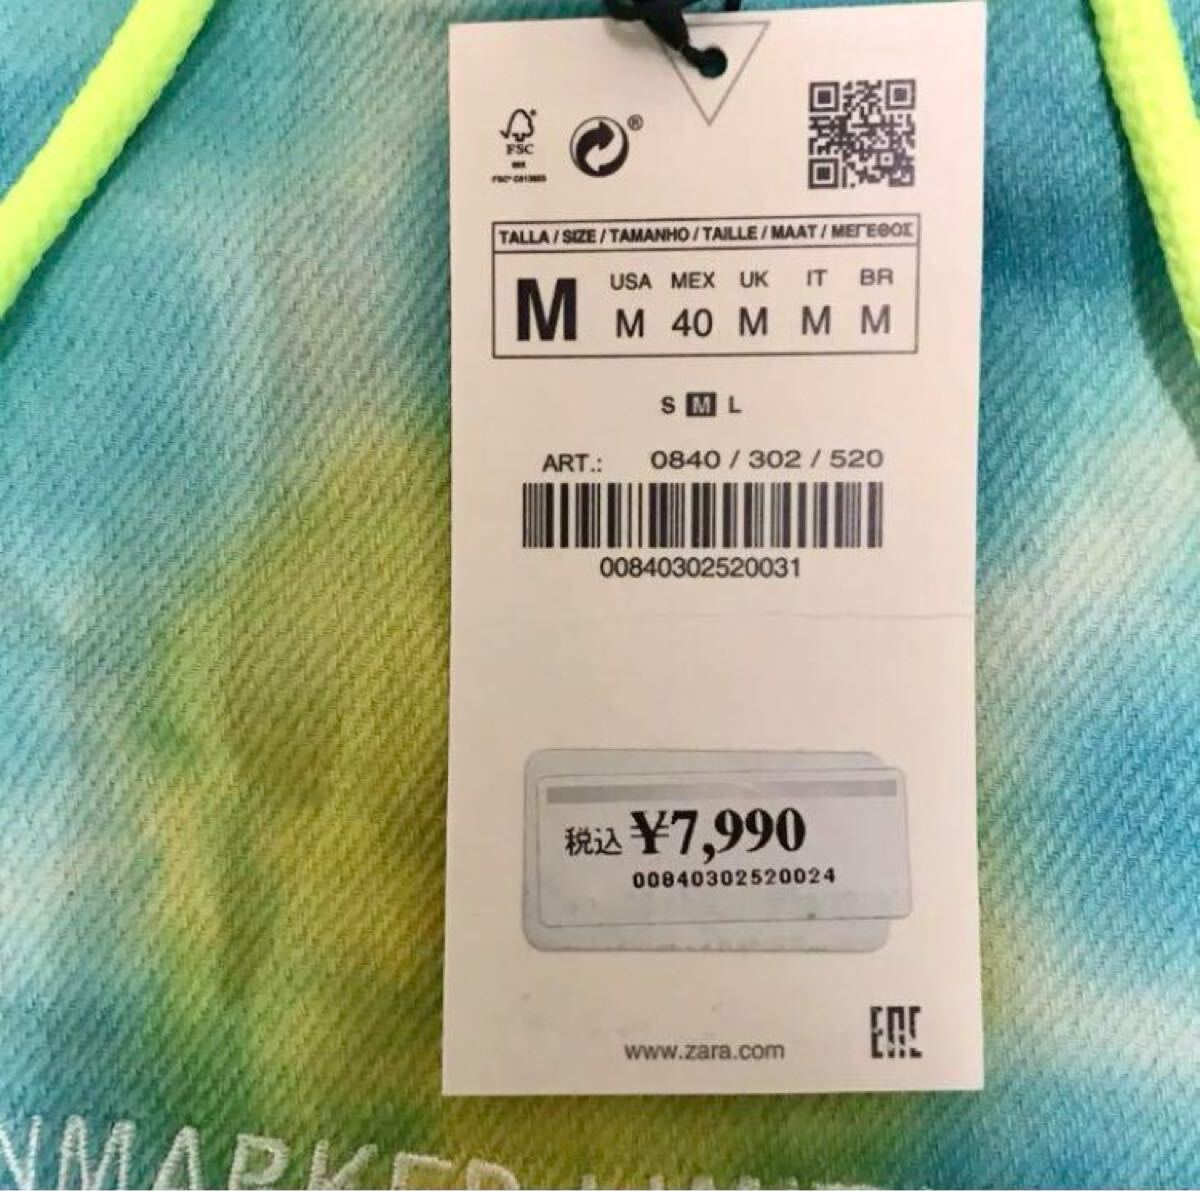 FSC
®
TALLA / SIZE / TAMANHO / TAILLE / MAAT / ΜΕΓΕΘΟΣ
M USA MEX UK IT BR
M 40 M M M
S M L
ART.: 0840 / 302 / 520
00840302520031
税込 ¥7,990
00840302520024
www.zara.com
EAC